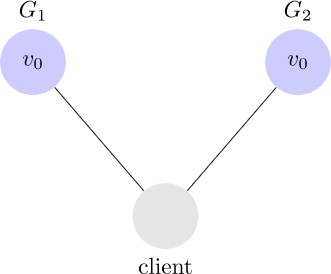 G₁ G₂
v₀ v₀
client